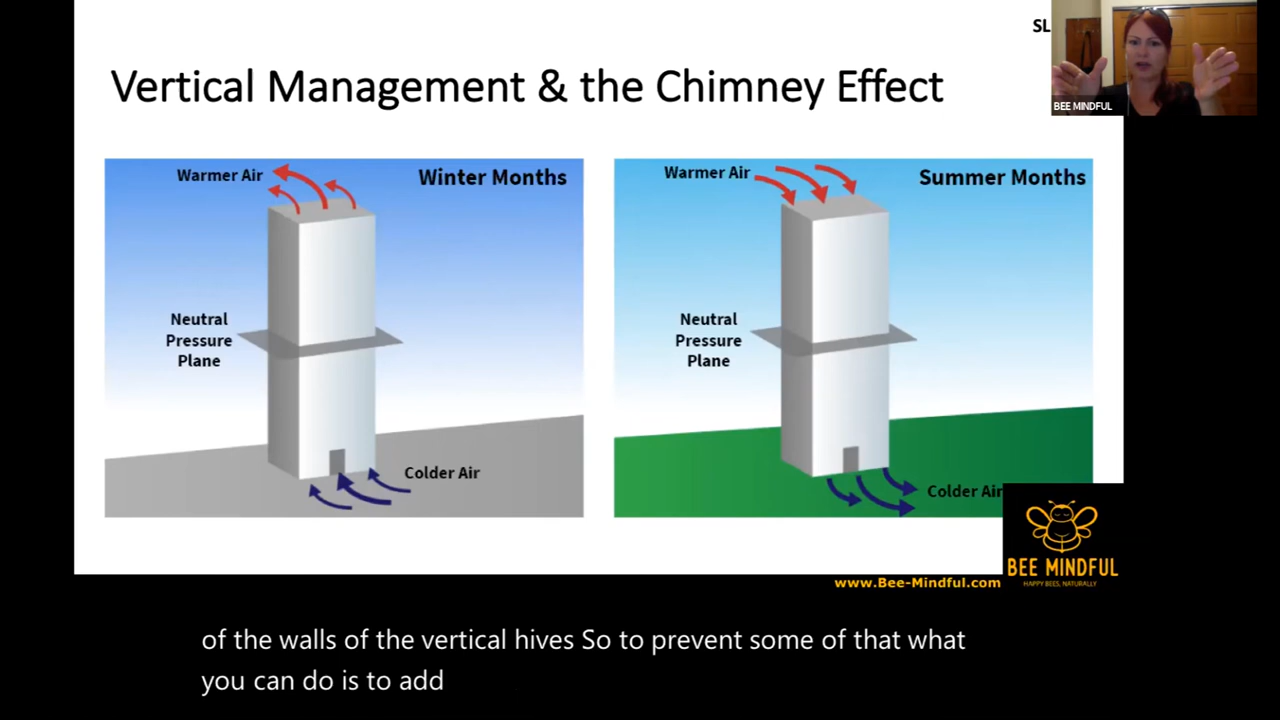 SL
BEE MINDFUL
Vertical Management & the Chimney Effect
Warmer Air
Winter Months
Neutral
Pressure
Plane
Colder Air
Warmer Air
Summer Months
Neutral
Pressure
Plane
Colder Air
BEE MINDFUL
HAPPY BEES, NATURALLY
www.Bee-Mindful.com
of the walls of the vertical hives So to prevent some of that what
you can do is to add